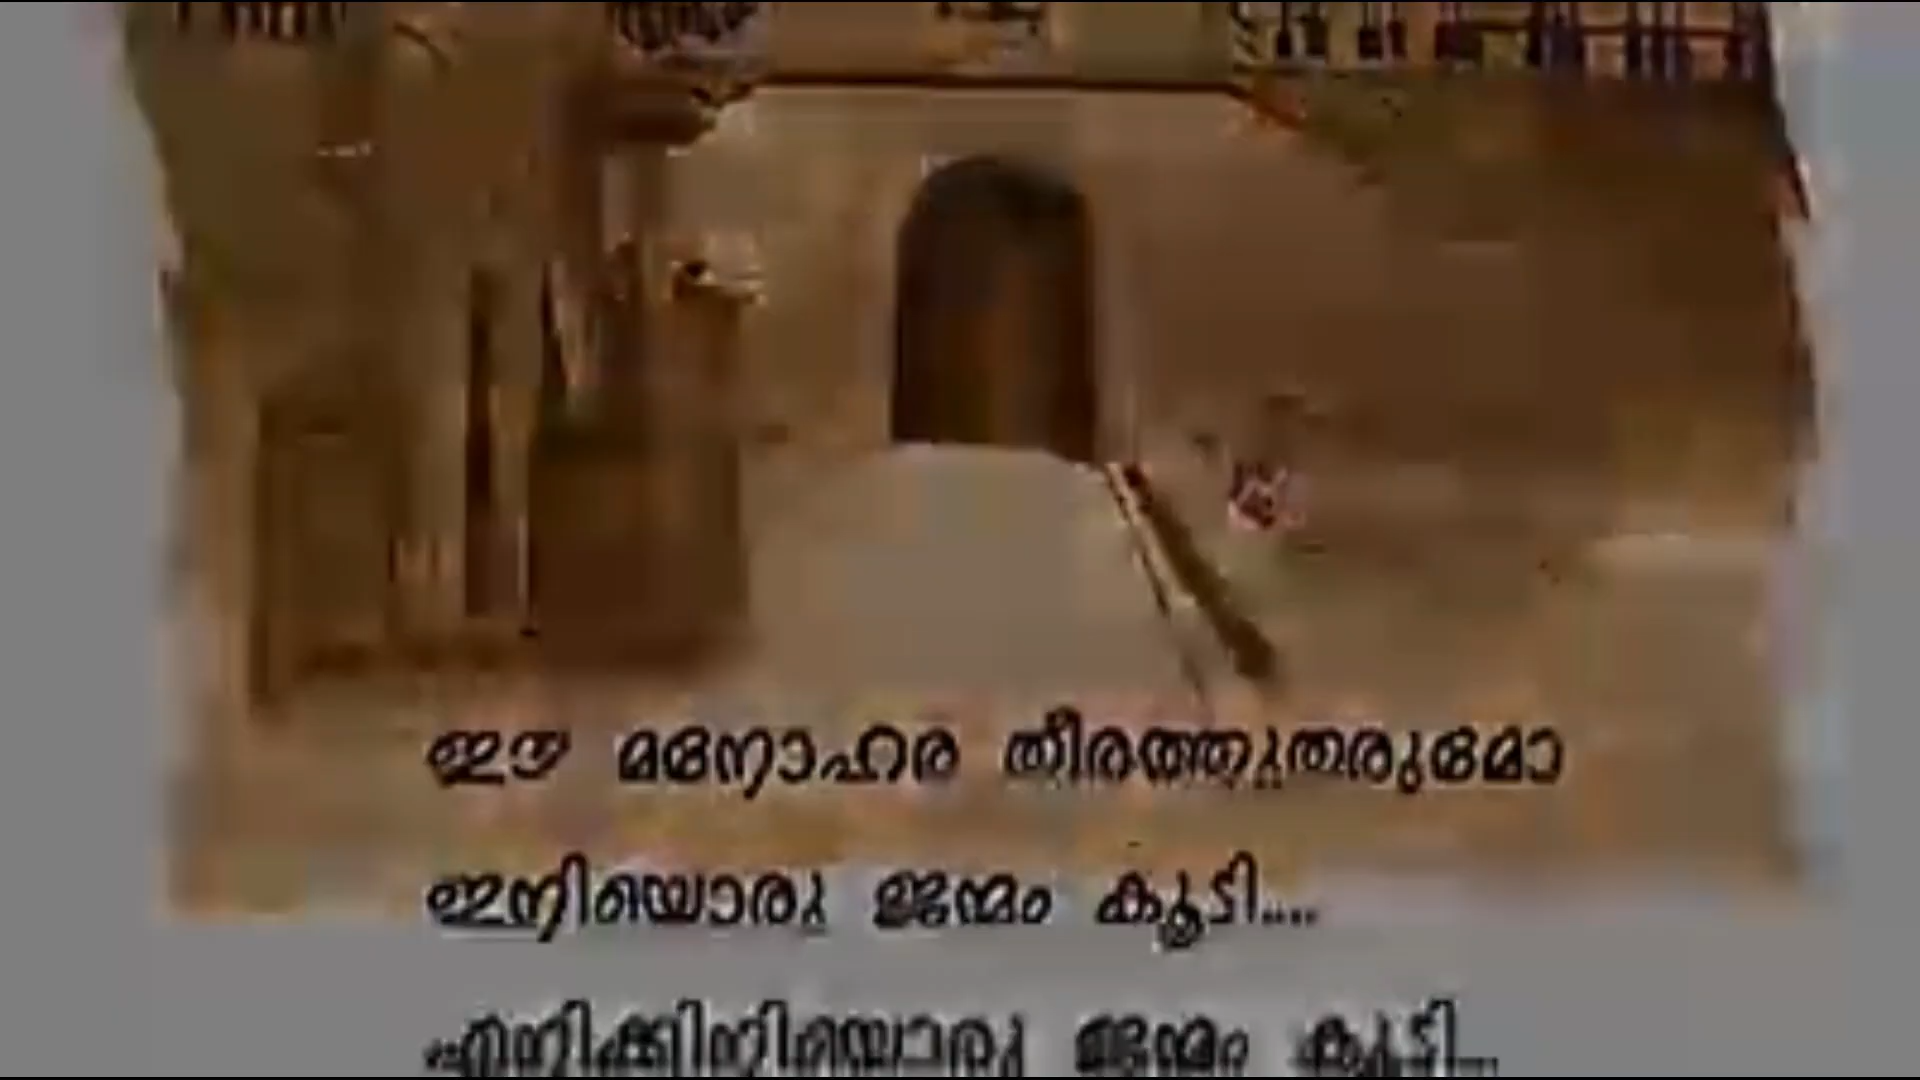 ഈ മനോഹര തീരത്തുതരുമോ
ഇനിയൊരു ജന്മം കൂടി....
എനിക്കിനിയൊരു ജന്മം കൂടി...